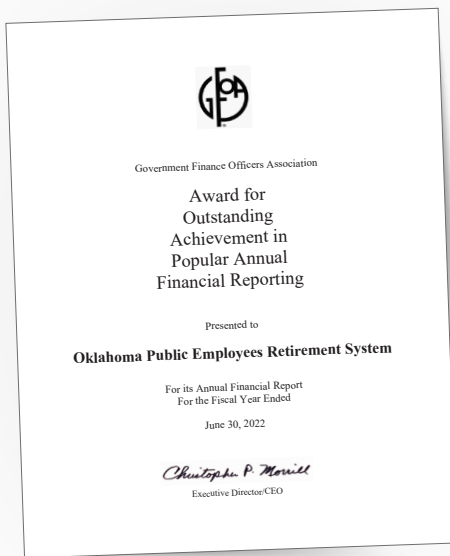 GFOA
Government Finance Officers Association
Award for
Outstanding
Achievement in
Popular Annual
Financial Reporting
Presented to
Oklahoma Public Employees Retirement System
For its Annual Financial Report
For the Fiscal Year Ended
June 30, 2022
Christopher P. Morrill
Executive Director/CEO